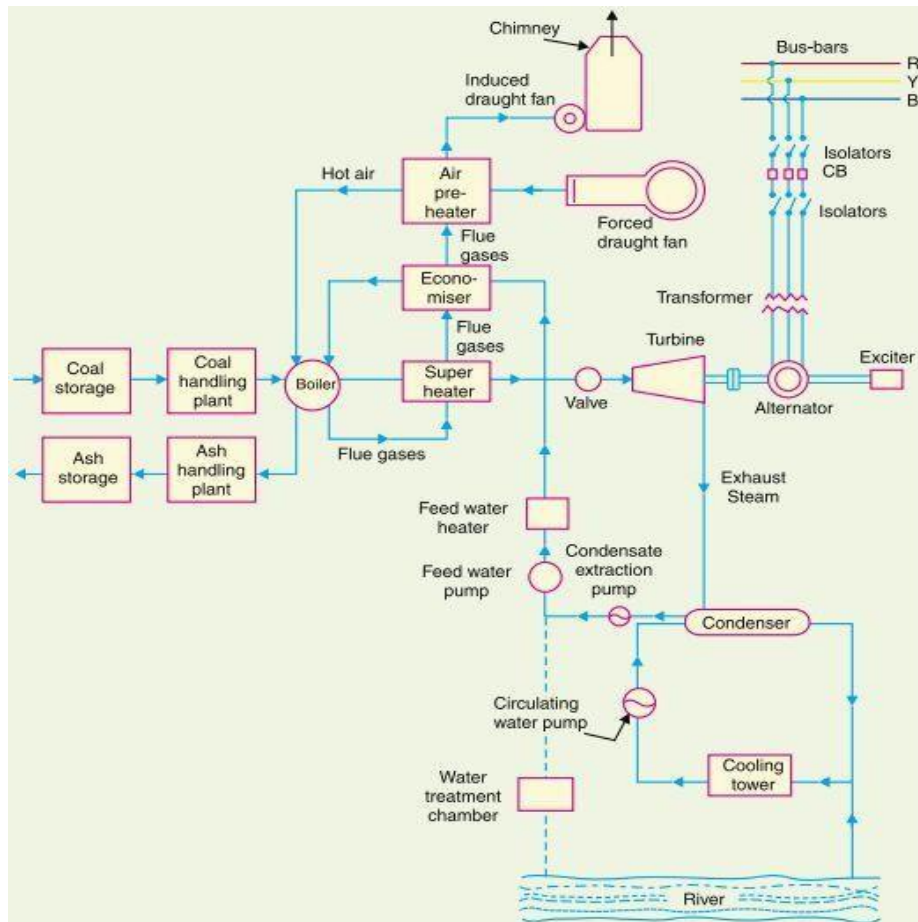 Chimney
Bus-bars
R
Y
B
Induced
draught fan
Isolators
CB
Isolators
Hot air
Air
pre-
heater
Forced
draught fan
Flue
gases
Econo-
miser
Transformer
Flue
gases
Turbine
Coal
storage
Coal
handling
plant
Boiler
Super
heater
Valve
Alternator
Exciter
Ash
storage
Ash
handling
plant
Flue gases
Exhaust
Steam
Feed water
heater
Feed water
pump
Condensate
extraction
pump
Condenser
Circulating
water pump
Cooling
tower
Water
treatment
chamber
River